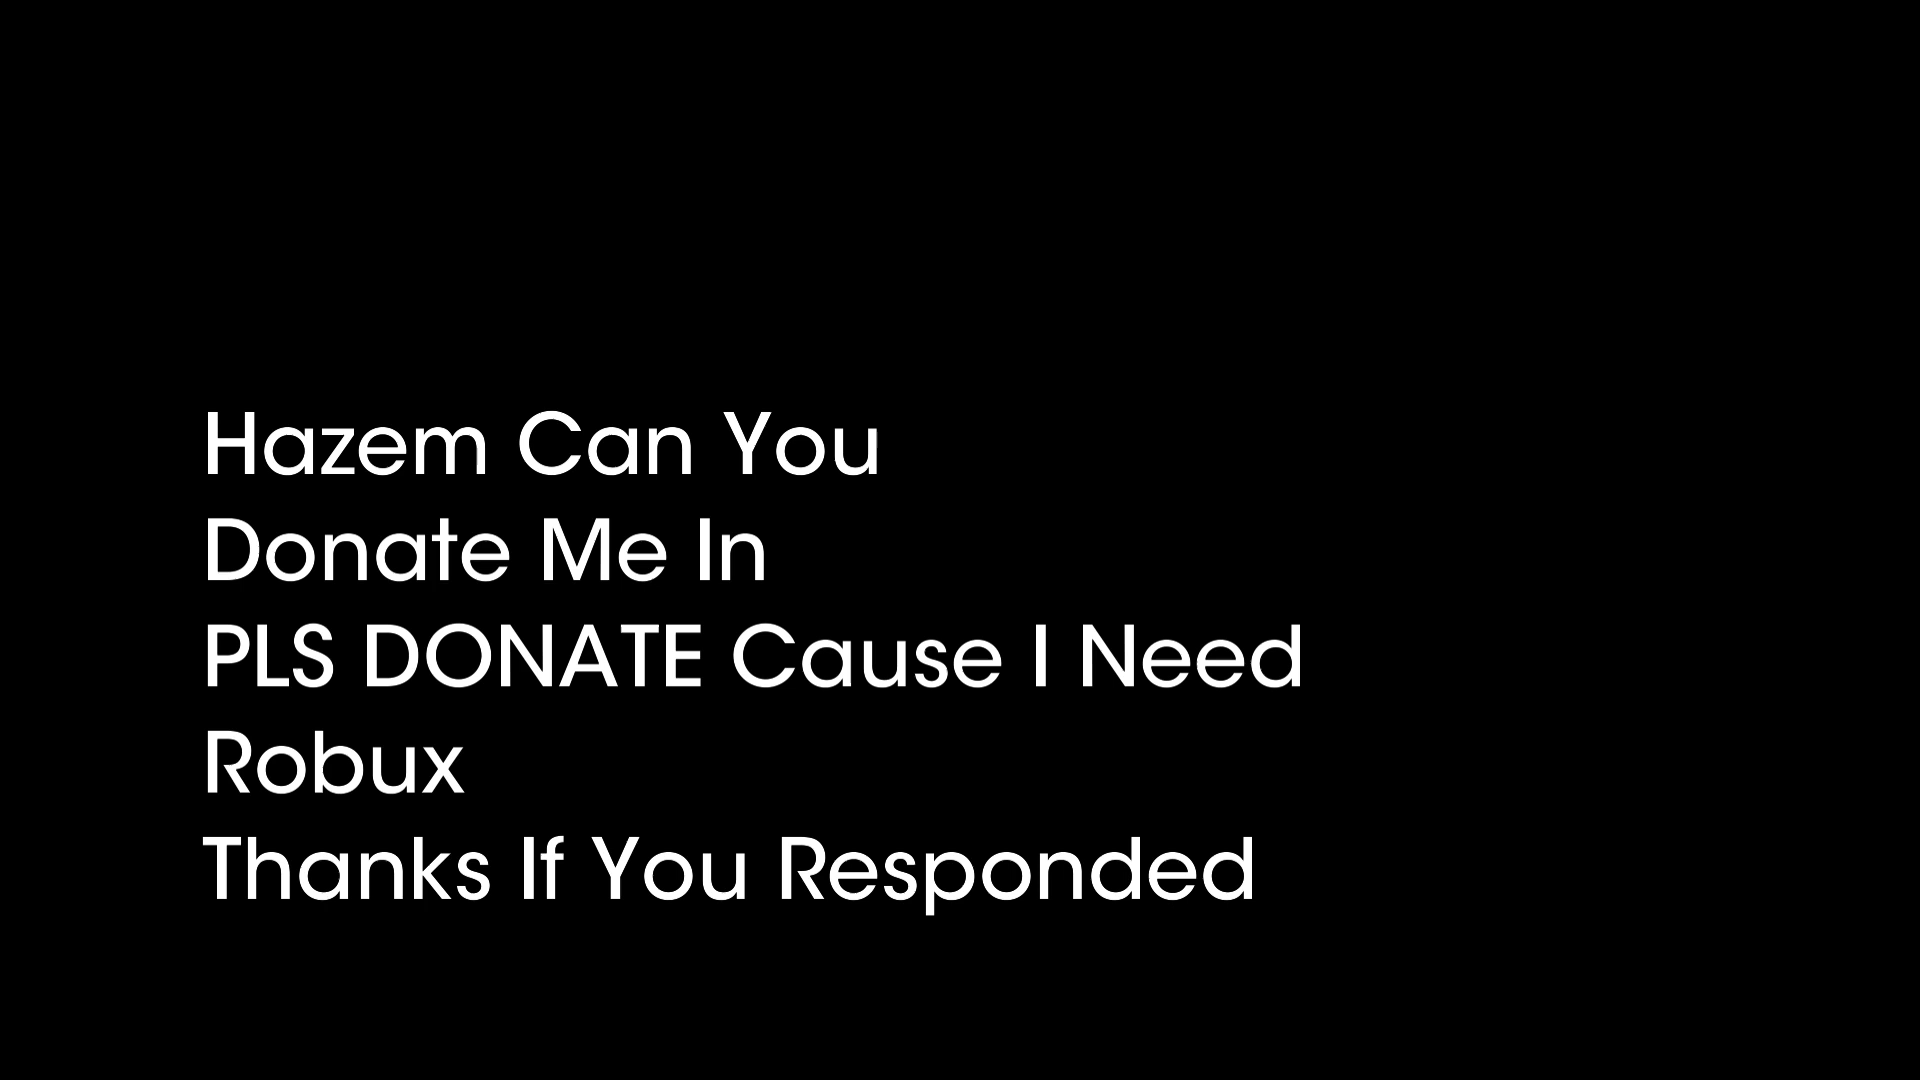 Hazem Can You
Donate Me In
PLS DONATE Cause I Need
Robux
Thanks If You Responded